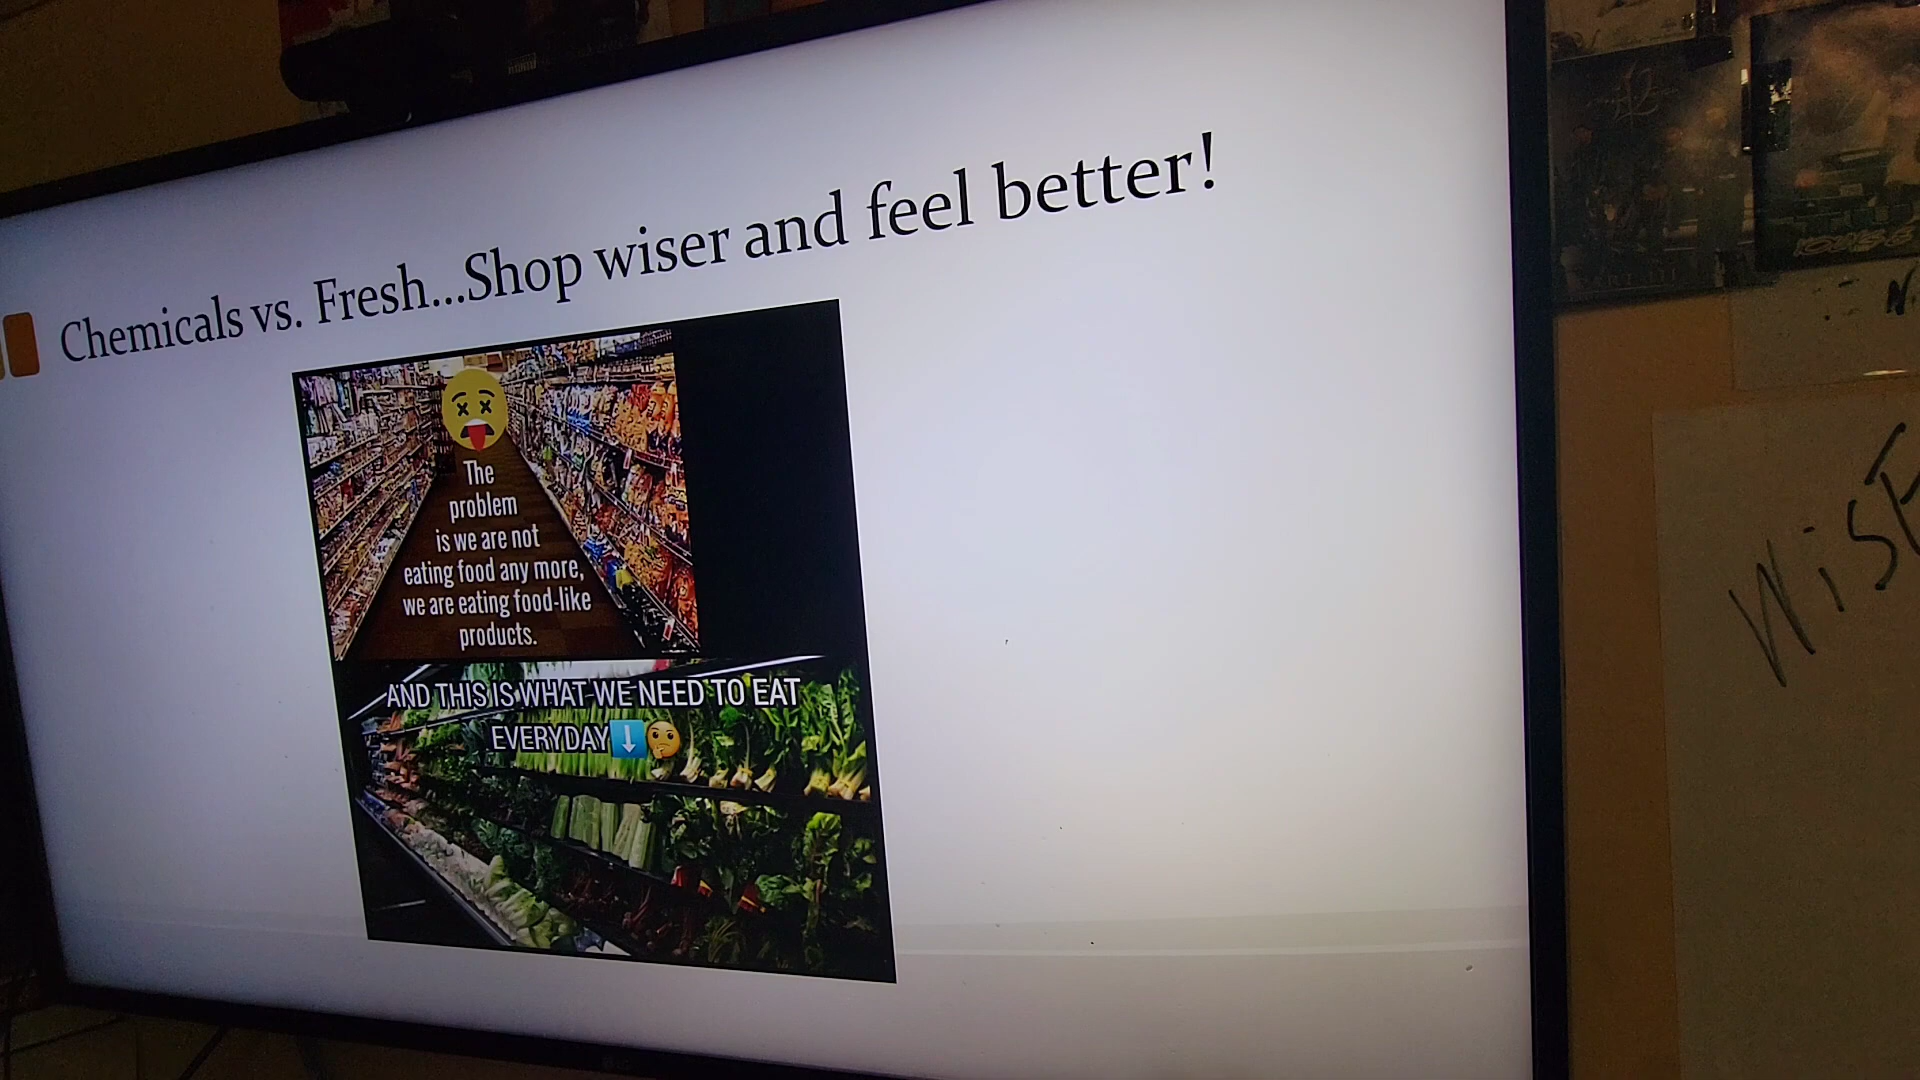 Chemicals vs. Fresh...Shop wiser and feel better!
The
problem
is we are not
eating food any more,
we are eating food-like
products.
AND THIS IS WHAT WE NEED TO EAT
EVERYDAY
WiSE